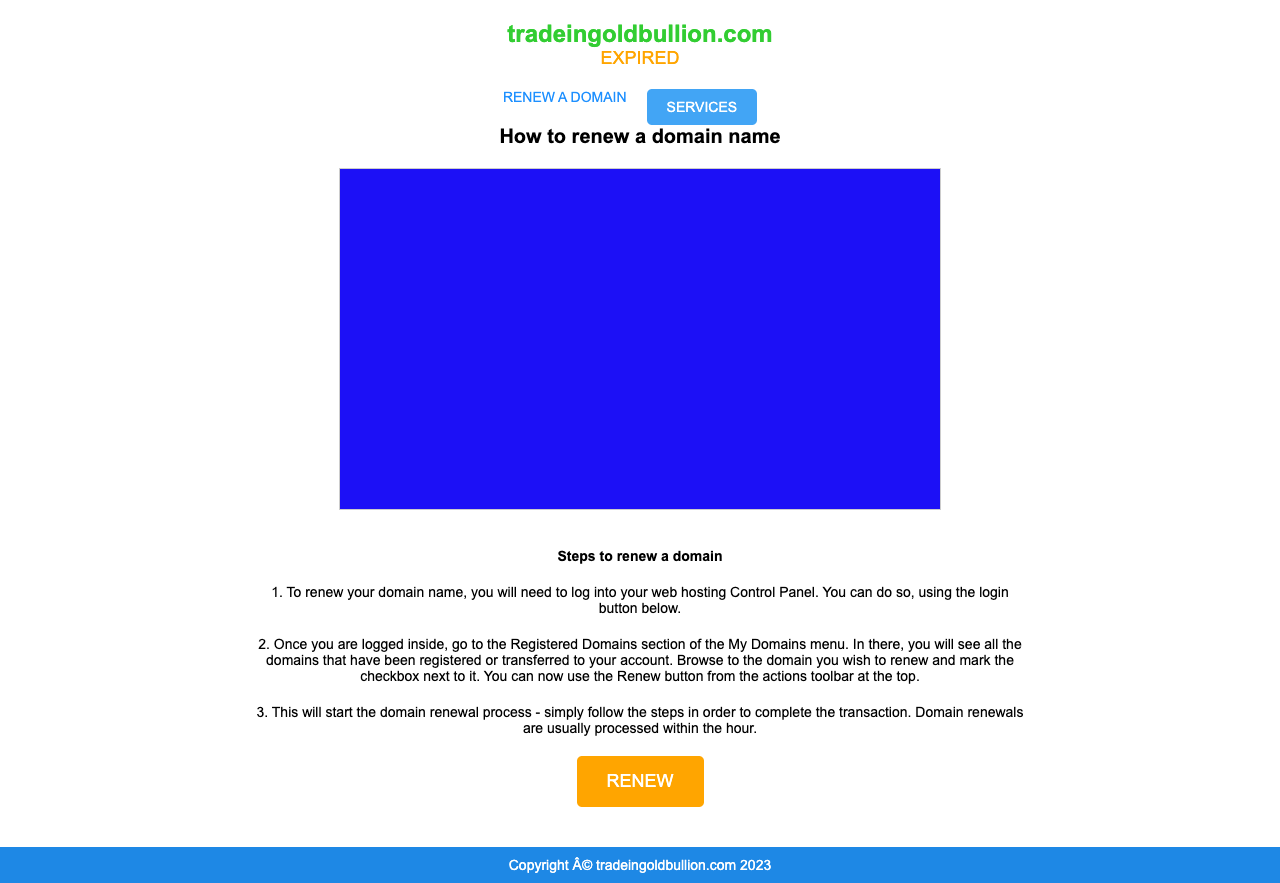 tradeingoldbullion.com
EXPIRED
RENEW A DOMAIN
SERVICES
How to renew a domain name
Steps to renew a domain
1. To renew your domain name, you will need to log into your web hosting Control Panel. You can do so, using the login
button below.
2. Once you are logged inside, go to the Registered Domains section of the My Domains menu. In there, you will see all the
domains that have been registered or transferred to your account. Browse to the domain you wish to renew and mark the
checkbox next to it. You can now use the Renew button from the actions toolbar at the top.
3. This will start the domain renewal process - simply follow the steps in order to complete the transaction. Domain renewals
are usually processed within the hour.
RENEW
Copyright Â© tradeingoldbullion.com 2023